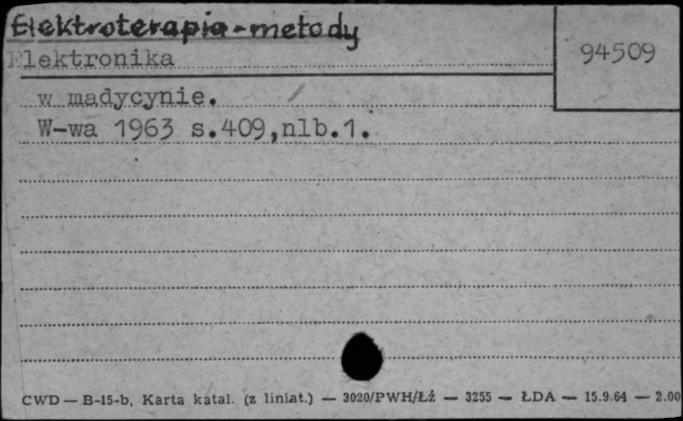 Elektroterapia-metody
94509
Elektronika
w madycynie.
W-wa 1963 s.409,nlb.1.
CWD — B-15-b, Karta katal. (z liniat.) — 3020/PWH/Łź — 3255 — ŁDA — 15.9.64 — 2.00